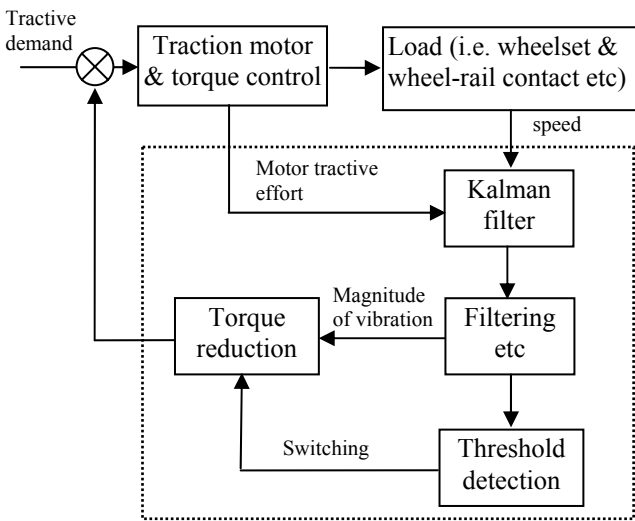 Tractive
demand
Traction motor
& torque control
Load (i.e. wheelset &
wheel-rail contact etc)
speed
Motor tractive
effort
Kalman
filter
Magnitude
of vibration
Torque
reduction
Filtering
etc
Switching
Threshold
detection